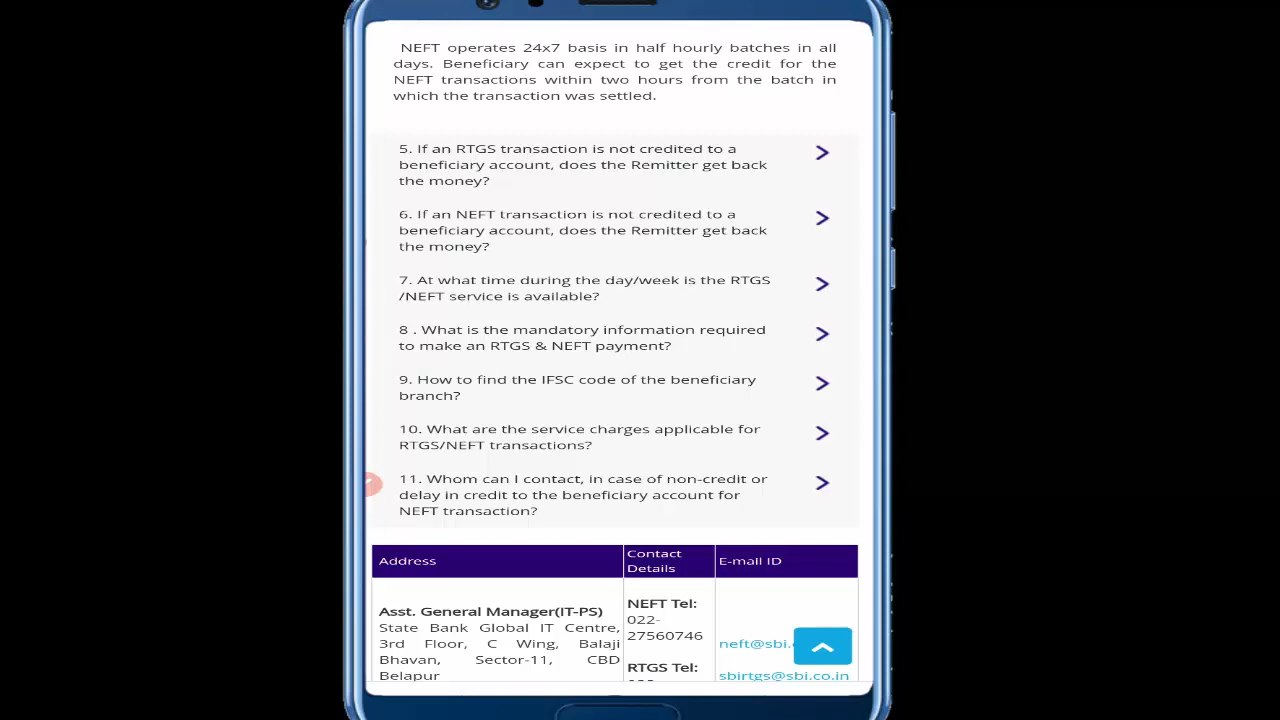 NEFT operates 24x7 basis in half hourly batches in all
days. Beneficiary can expect to get the credit for the
NEFT transactions within two hours from the batch in
which the transaction was settled.
5. If an RTGS transaction is not credited to a
beneficiary account, does the Remitter get back
the money?
6. If an NEFT transaction is not credited to a
beneficiary account, does the Remitter get back
the money?
7. At what time during the day/week is the RTGS
/NEFT service is available?
8 . What is the mandatory information required
to make an RTGS & NEFT payment?
9. How to find the IFSC code of the beneficiary
branch?
10. What are the service charges applicable for
RTGS/NEFT transactions?
11. Whom can I contact, in case of non-credit or
delay in credit to the beneficiary account for
NEFT transaction?
Address
Contact
Details
E-mail ID
Asst. General Manager(IT-PS)
State Bank Global IT Centre,
3rd Floor, C Wing, Balaji
Bhavan, Sector-11, CBD
Belapur
NEFT Tel:
022-
27560746
RTGS Tel:
neft@sbi.
sbirtgs@sbi.co.in